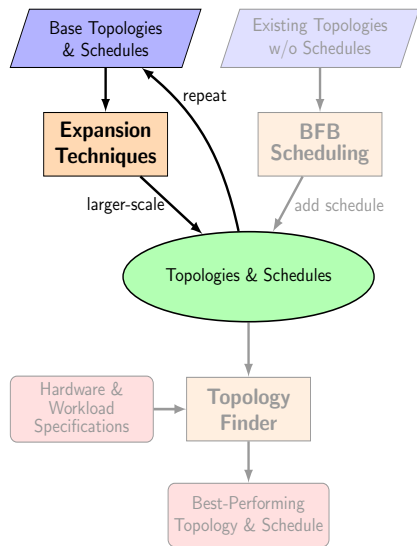 Base Topologies
& Schedules
Existing Topologies
w/o Schedules
repeat
Expansion
Techniques
BFB
Scheduling
larger-scale
add schedule
Topologies & Schedules
Hardware &
Workload
Specifications
Topology
Finder
Best-Performing
Topology & Schedule